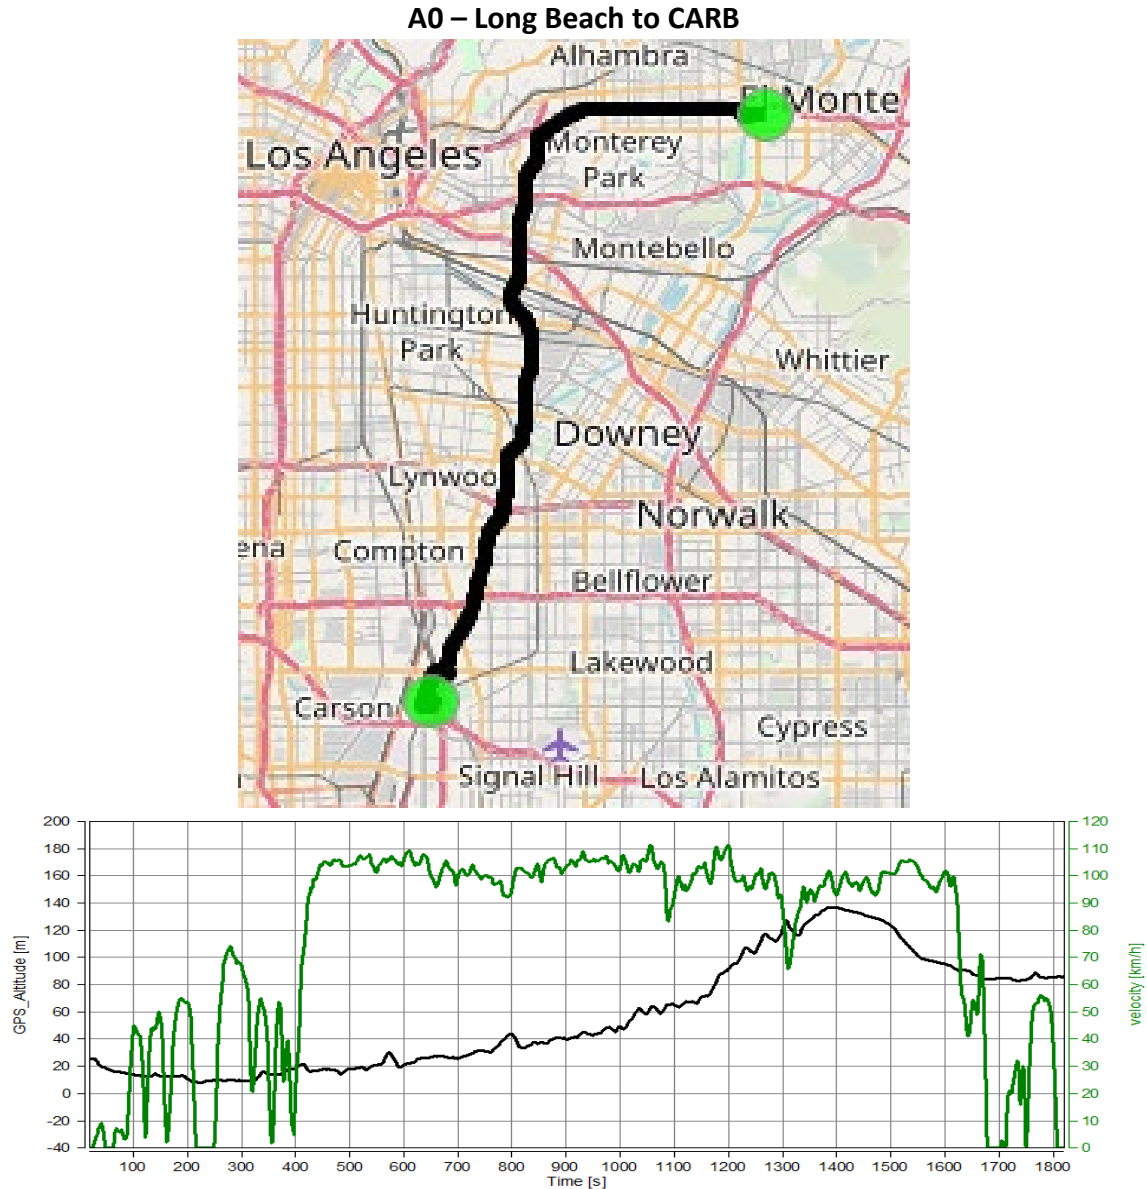 A0 – Long Beach to CARB
Alhambra
El Monte
Los Angeles
Monterey
Park
Montebello
Huntington
Park
Whittier
Downey
Lynwoo
Norwalk
ena
Compton
Bellflower
Lakewood
Carson
Cypress
Signal Hill
Los Alamitos
200
180
160
140
120
100
80
60
40
20
0
-20
-40
GPS_Altitude [m]
120
110
100
90
80
70
60
50
40
30
20
10
0
velocity [km/h]
100 200 300 400 500 600 700 800 900 1000 1100 1200 1300 1400 1500 1600 1700 1800
Time [s]